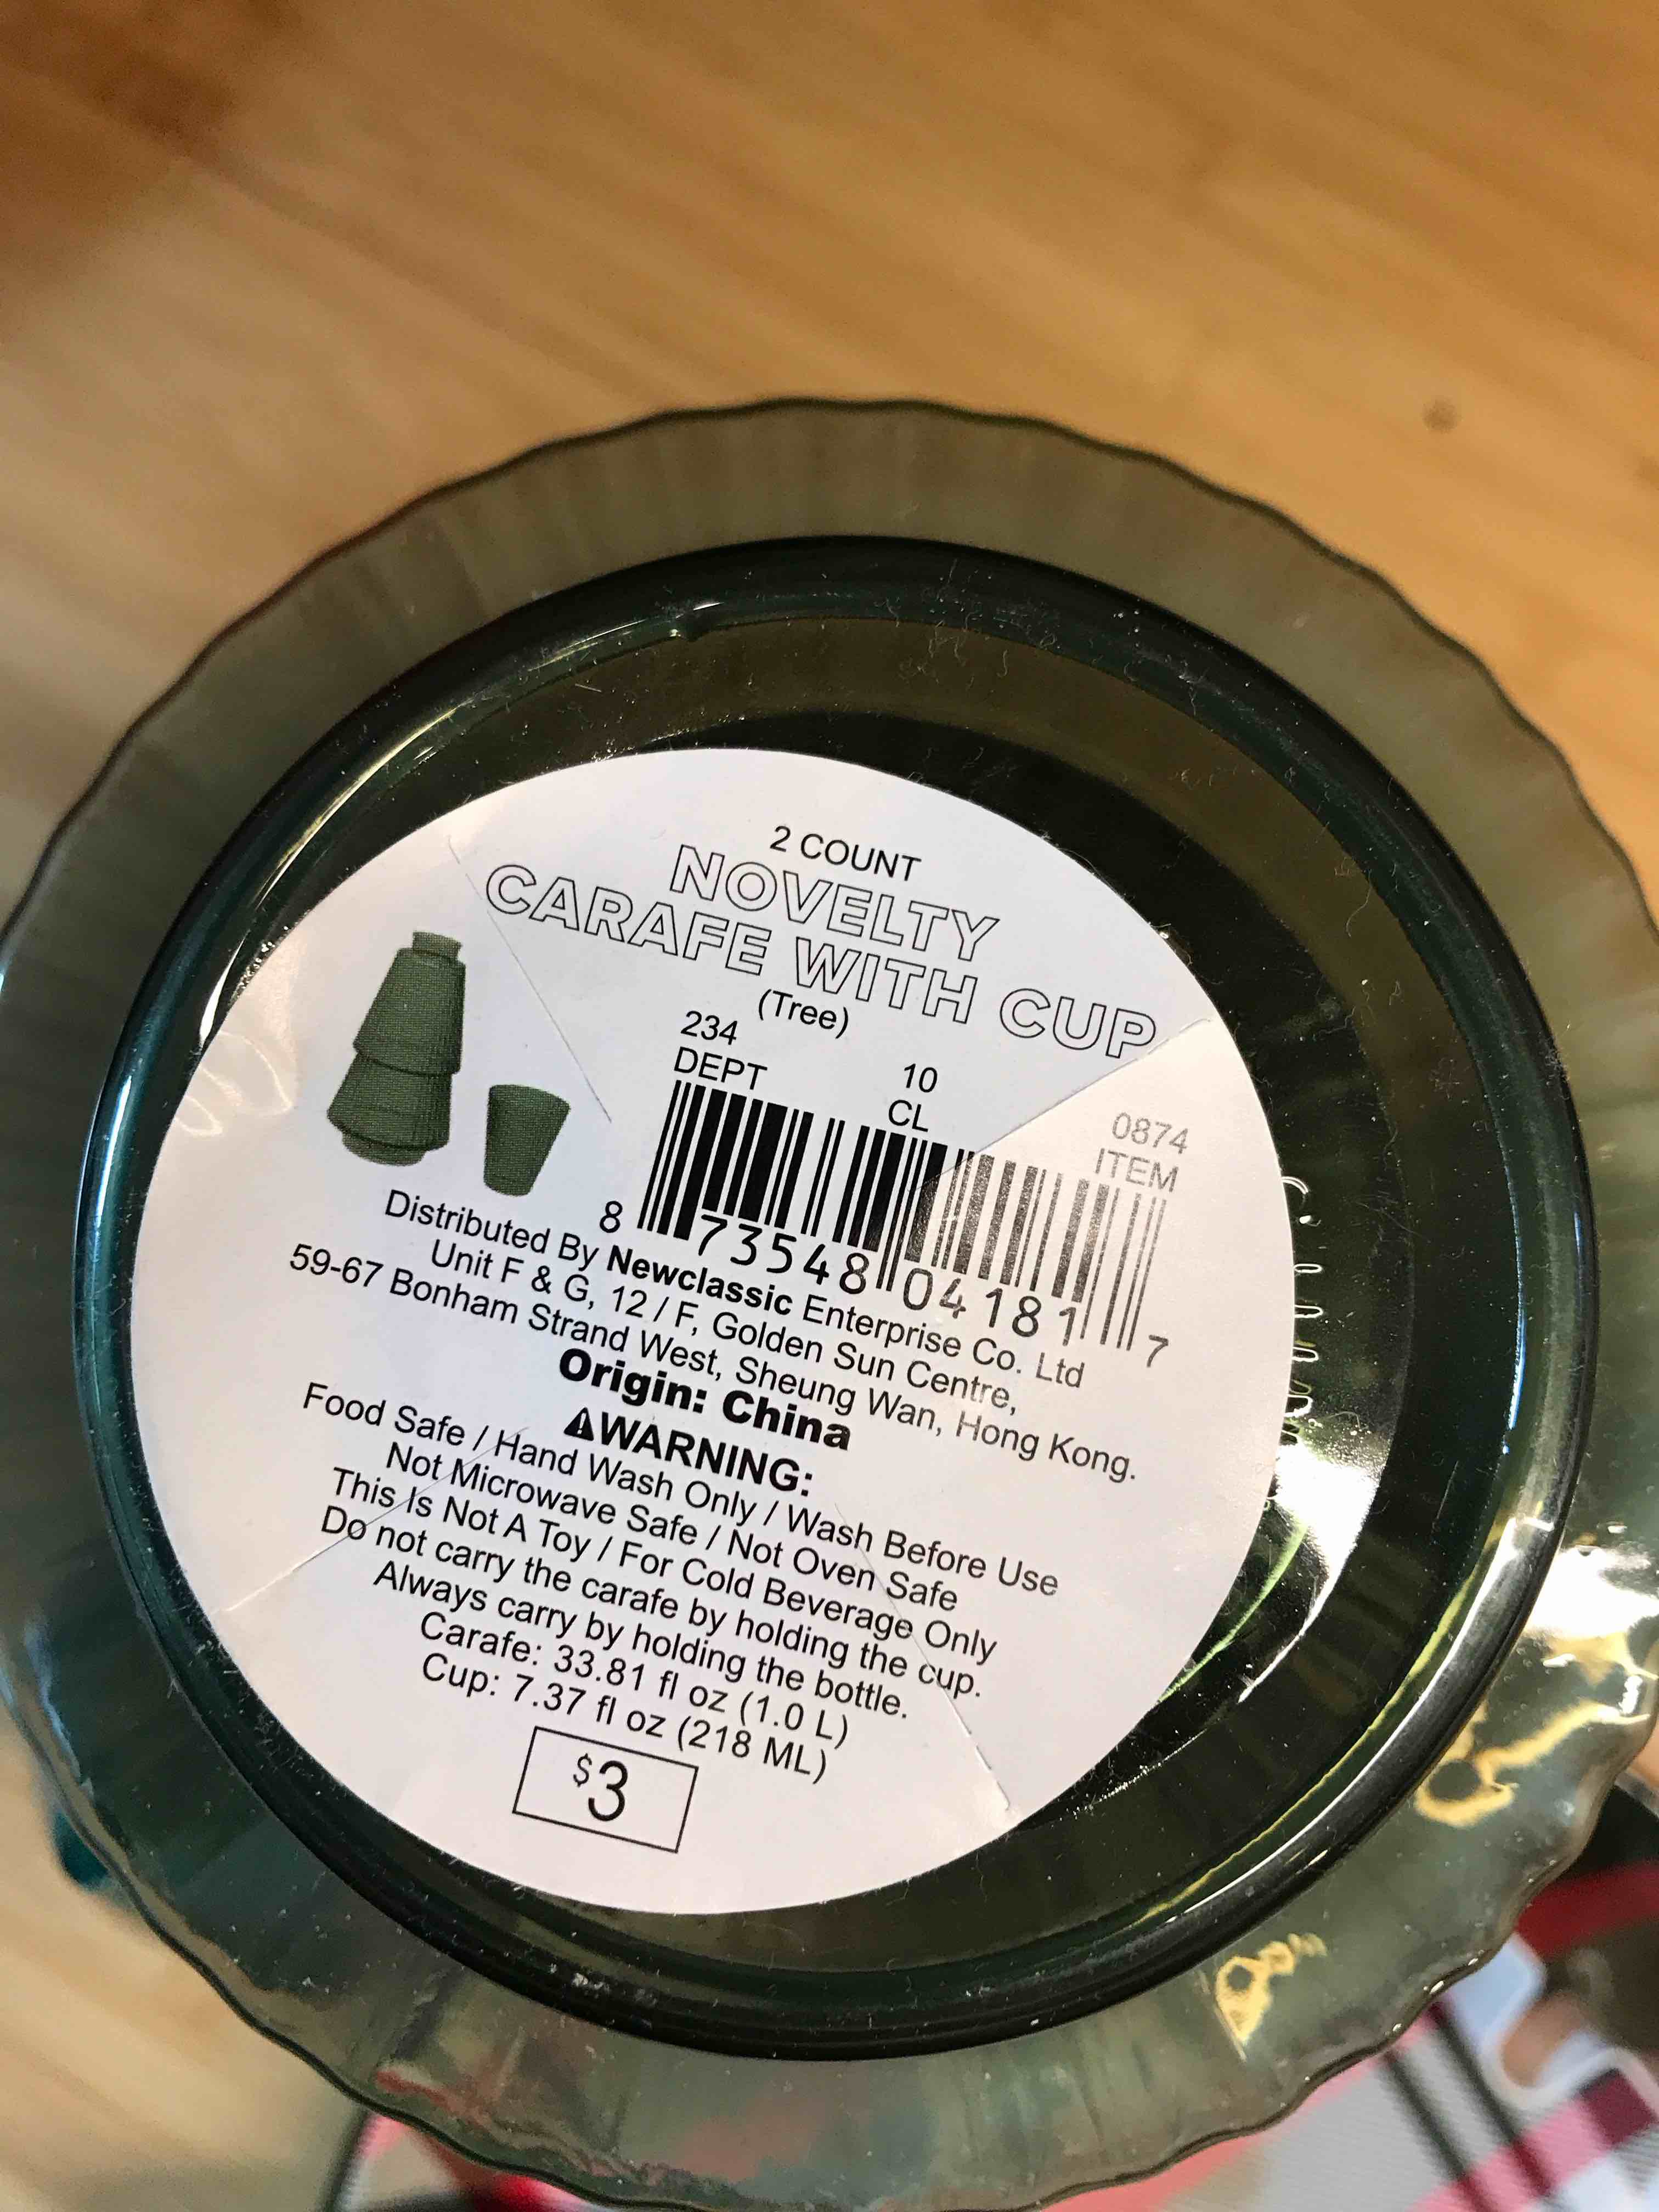 2 COUNT
NOVELTY
CARAFE WITH CUP
(Tree)
234 10 0874
DEPT CL ITEM
8 73548 04181 7
Distributed By Newclassic Enterprise Co. Ltd
Unit F & G, 12 / F, Golden Sun Centre,
59-67 Bonham Strand West, Sheung Wan, Hong Kong.
Origin: China
⚠WARNING:
Food Safe / Hand Wash Only / Wash Before Use
Not Microwave Safe / Not Oven Safe
This Is Not A Toy / For Cold Beverage Only
Do not carry the carafe by holding the cup.
Always carry by holding the bottle.
Carafe: 33.81 fl oz (1.0 L)
Cup: 7.37 fl oz (218 ML)
$3